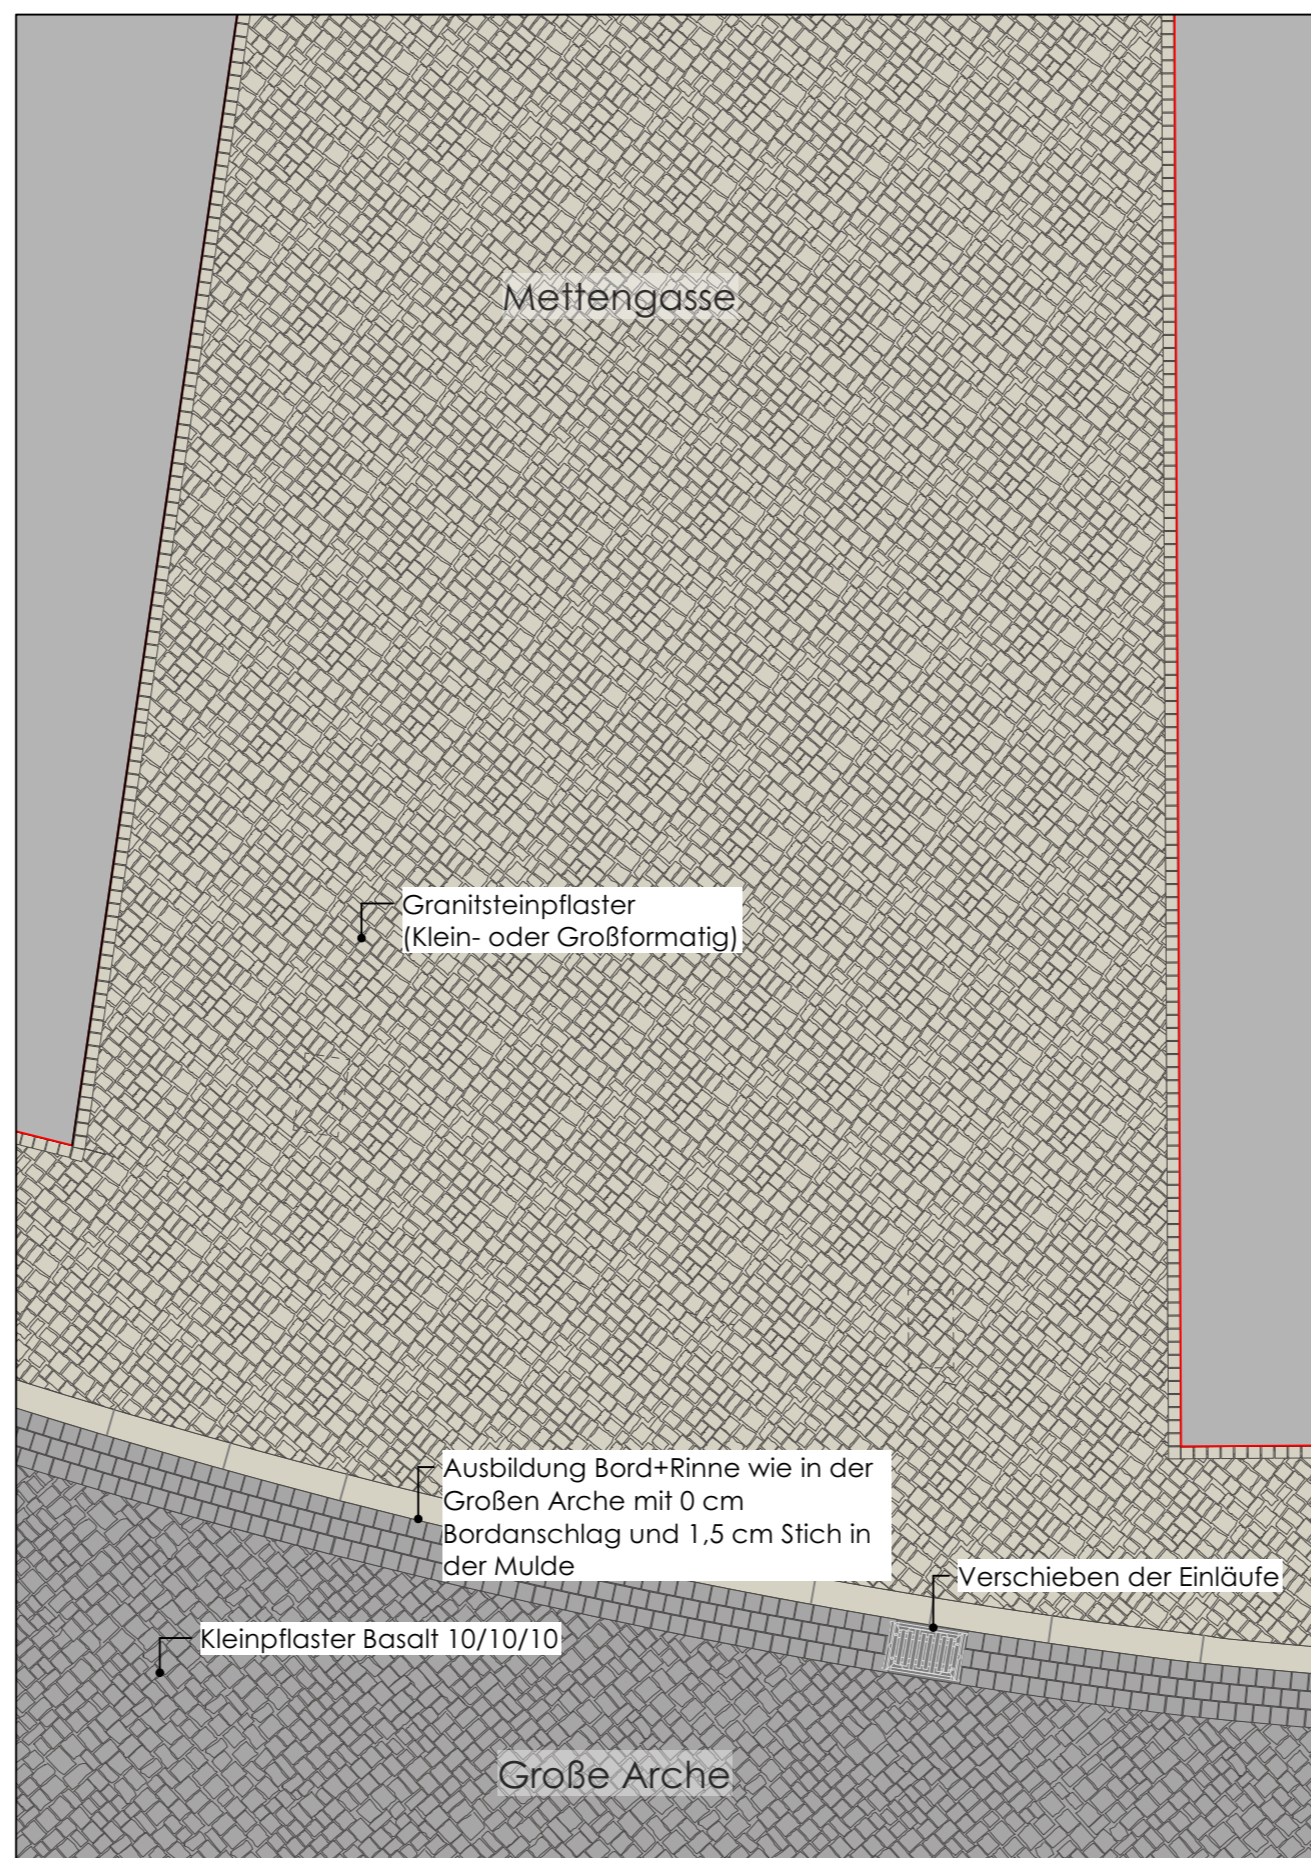 Mettengasse
Granitsteinpflaster
(Klein- oder Großformatig)
Ausbildung Bord+Rinne wie in der
Großen Arche mit 0 cm
Bordanschlag und 1,5 cm Stich in
der Mulde
Verschieben der Einläufe
Kleinpflaster Basalt 10/10/10
Große Arche